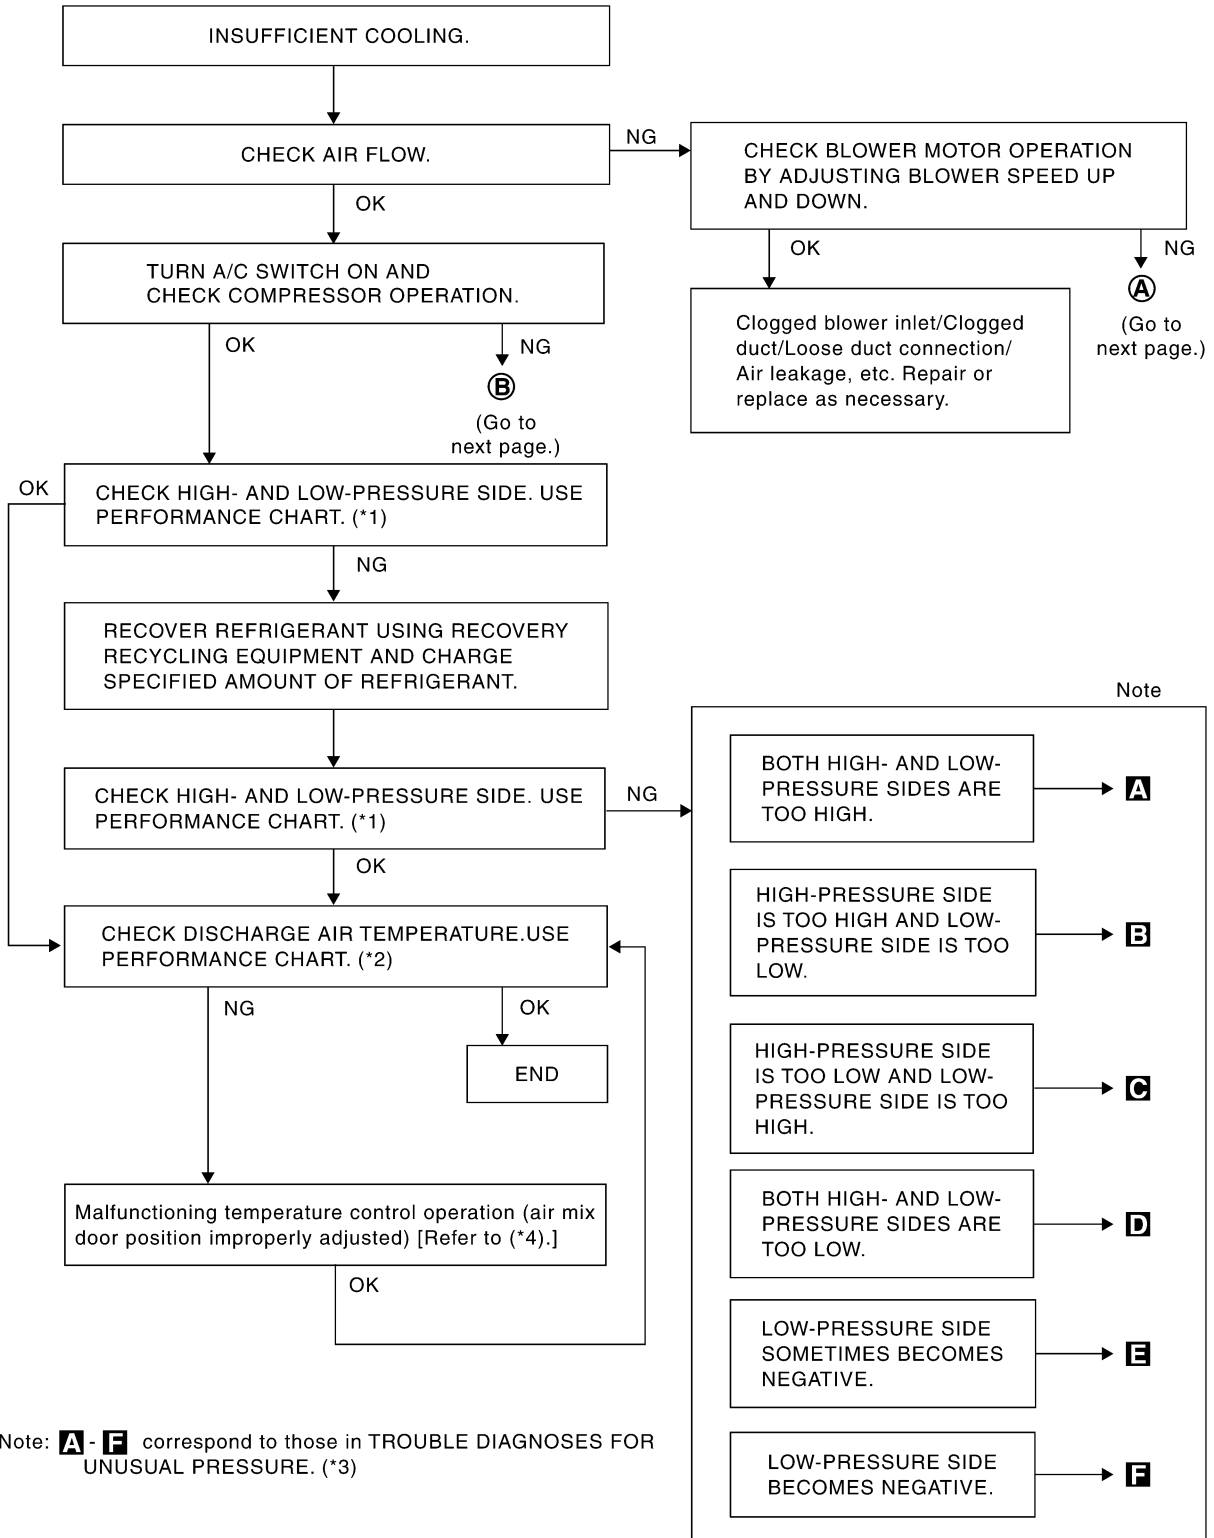 INSUFFICIENT COOLING.
CHECK AIR FLOW.
NG
CHECK BLOWER MOTOR OPERATION
BY ADJUSTING BLOWER SPEED UP
AND DOWN.
OK
OK
NG
TURN A/C SWITCH ON AND
CHECK COMPRESSOR OPERATION.
A
(Go to
next page.)
Clogged blower inlet/Clogged
duct/Loose duct connection/
Air leakage, etc. Repair or
replace as necessary.
OK
NG
B
(Go to
next page.)
OK
CHECK HIGH- AND LOW-PRESSURE SIDE. USE
PERFORMANCE CHART. (*1)
NG
RECOVER REFRIGERANT USING RECOVERY
RECYCLING EQUIPMENT AND CHARGE
SPECIFIED AMOUNT OF REFRIGERANT.
CHECK HIGH- AND LOW-PRESSURE SIDE. USE
PERFORMANCE CHART. (*1)
NG
OK
CHECK DISCHARGE AIR TEMPERATURE.USE
PERFORMANCE CHART. (*2)
NG
OK
END
Malfunctioning temperature control operation (air mix
door position improperly adjusted) [Refer to (*4).]
OK
Note
BOTH HIGH- AND LOW-
PRESSURE SIDES ARE
TOO HIGH.
A
HIGH-PRESSURE SIDE
IS TOO HIGH AND LOW-
PRESSURE SIDE IS TOO
LOW.
B
HIGH-PRESSURE SIDE
IS TOO LOW AND LOW-
PRESSURE SIDE IS TOO
HIGH.
C
BOTH HIGH- AND LOW-
PRESSURE SIDES ARE
TOO LOW.
D
LOW-PRESSURE SIDE
SOMETIMES BECOMES
NEGATIVE.
E
LOW-PRESSURE SIDE
BECOMES NEGATIVE.
F
Note: A - F correspond to those in TROUBLE DIAGNOSES FOR
UNUSUAL PRESSURE. (*3)